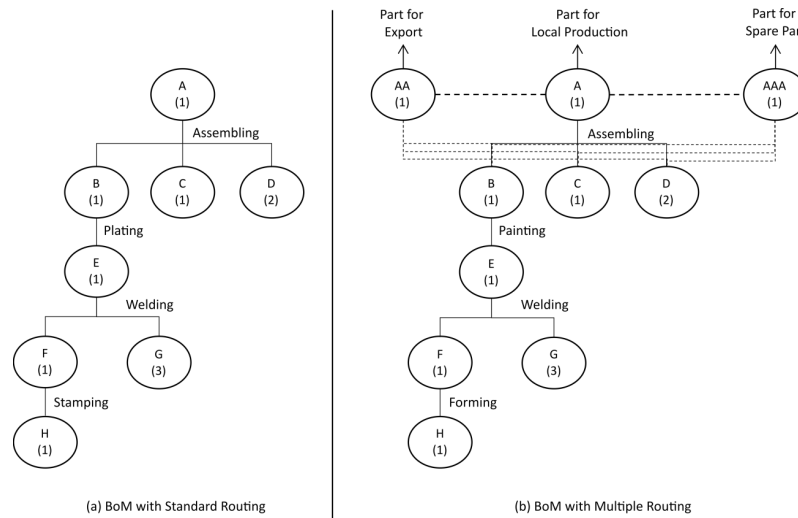 A
(1)
Assembling
B
(1)
C
(1)
D
(2)
Plating
E
(1)
Welding
F
(1)
G
(3)
Stamping
H
(1)
(a) BoM with Standard Routing
Part for
Export
Part for
Local Production
Part for
Spare Par
AA
(1)
A
(1)
AAA
(1)
Assembling
B
(1)
C
(1)
D
(2)
Painting
E
(1)
Welding
F
(1)
G
(3)
Forming
H
(1)
(b) BoM with Multiple Routing